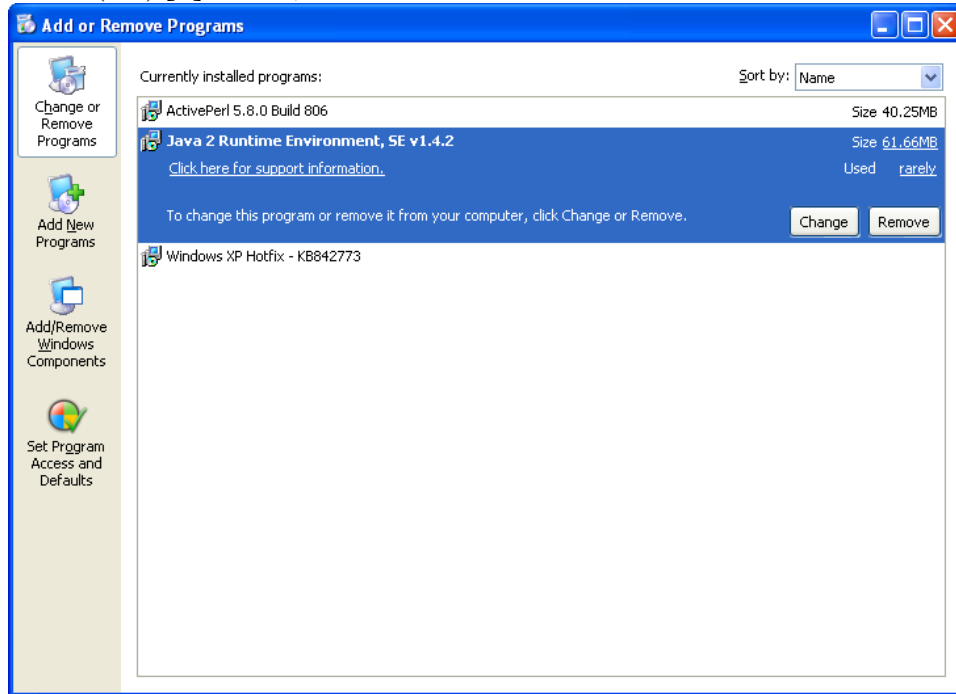 Add or Remove Programs
Change or
Remove
Programs
Add New
Programs
Add/Remove
Windows
Components
Set Program
Access and
Defaults
Currently installed programs:
Sort by: Name
ActivePerl 5.8.0 Build 806 Size 40.25MB
Java 2 Runtime Environment, SE v1.4.2 Size 61.66MB
Click here for support information. Used rarely
To change this program or remove it from your computer, click Change or Remove. Change Remove
Windows XP Hotfix - KB842773